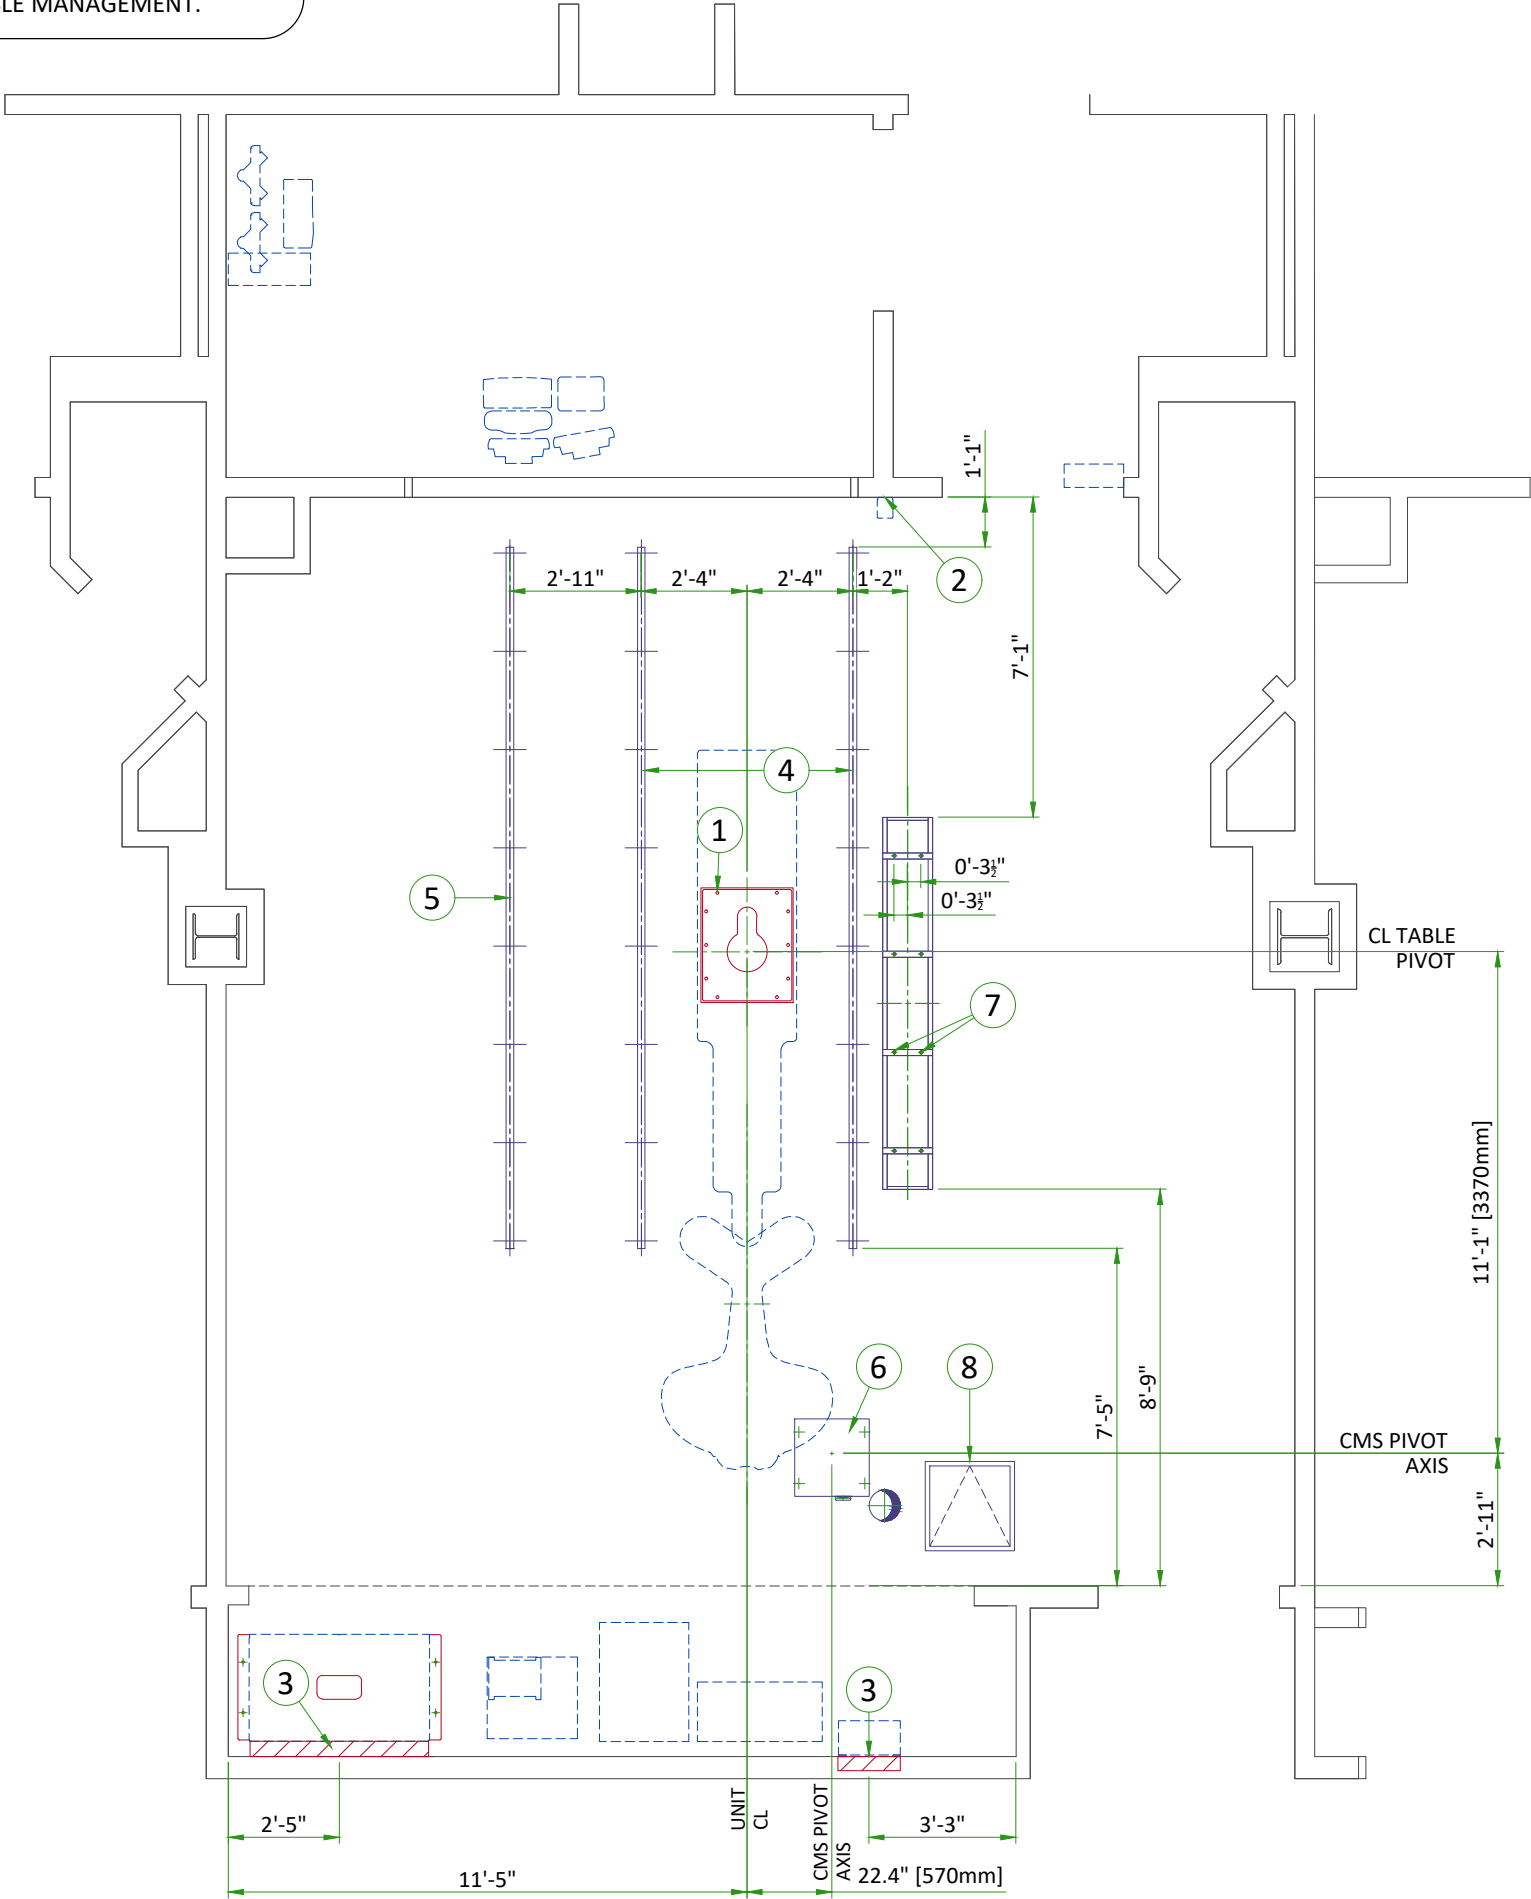 LE MANAGEMENT.
1'-1"
2
2'-11"
2'-4"
2'-4"
1'-2"
7'-1"
4
1
0'-3½"
5
0'-3½"
CL TABLE
PIVOT
7
11'-1" [3370mm]
6
8
7'-5"
8'-9"
CMS PIVOT
AXIS
2'-11"
3
3
UNIT
CL
CMS PIVOT
AXIS
2'-5"
3'-3"
11'-5"
22.4" [570mm]